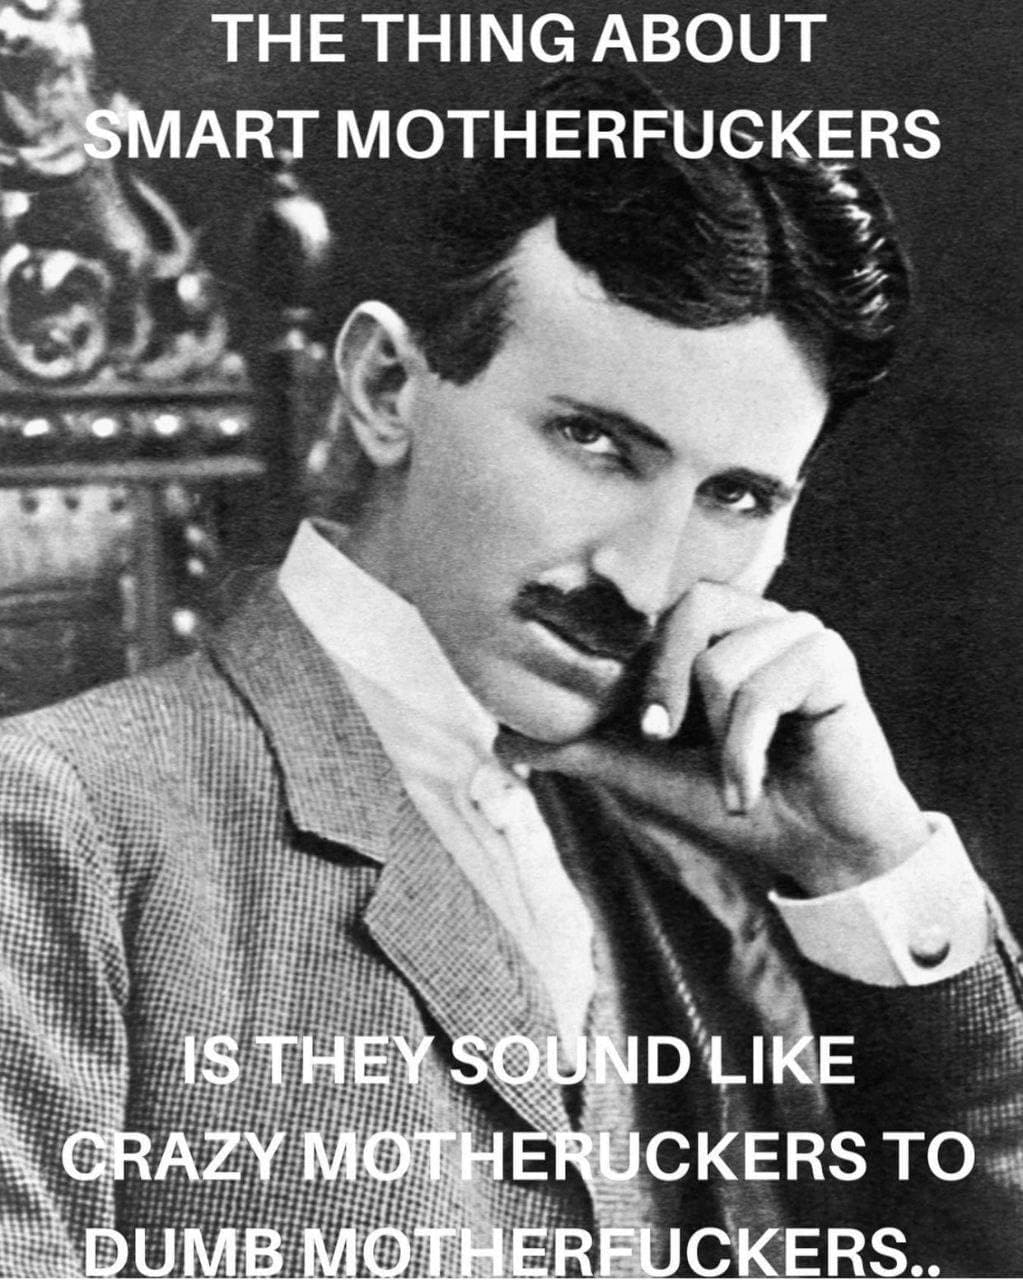 THE THING ABOUT
SMART MOTHERFUCKERS
IS THEY SOUND LIKE
CRAZY MOTHERUCKERS TO
DUMB MOTHERFUCKERS..